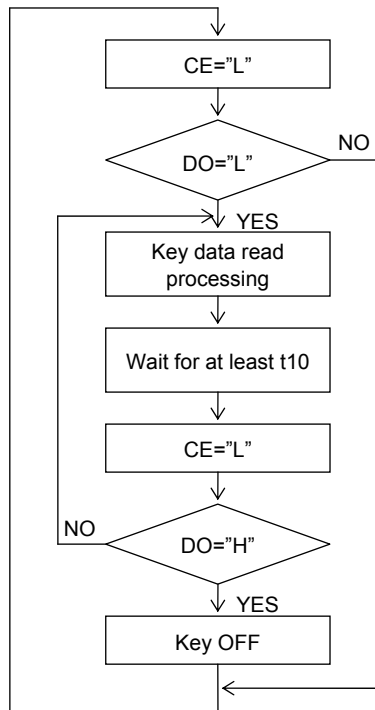 CE=”L”
DO=”L”
NO
YES
Key data read
processing
Wait for at least t10
CE=”L”
NO
DO=”H”
YES
Key OFF